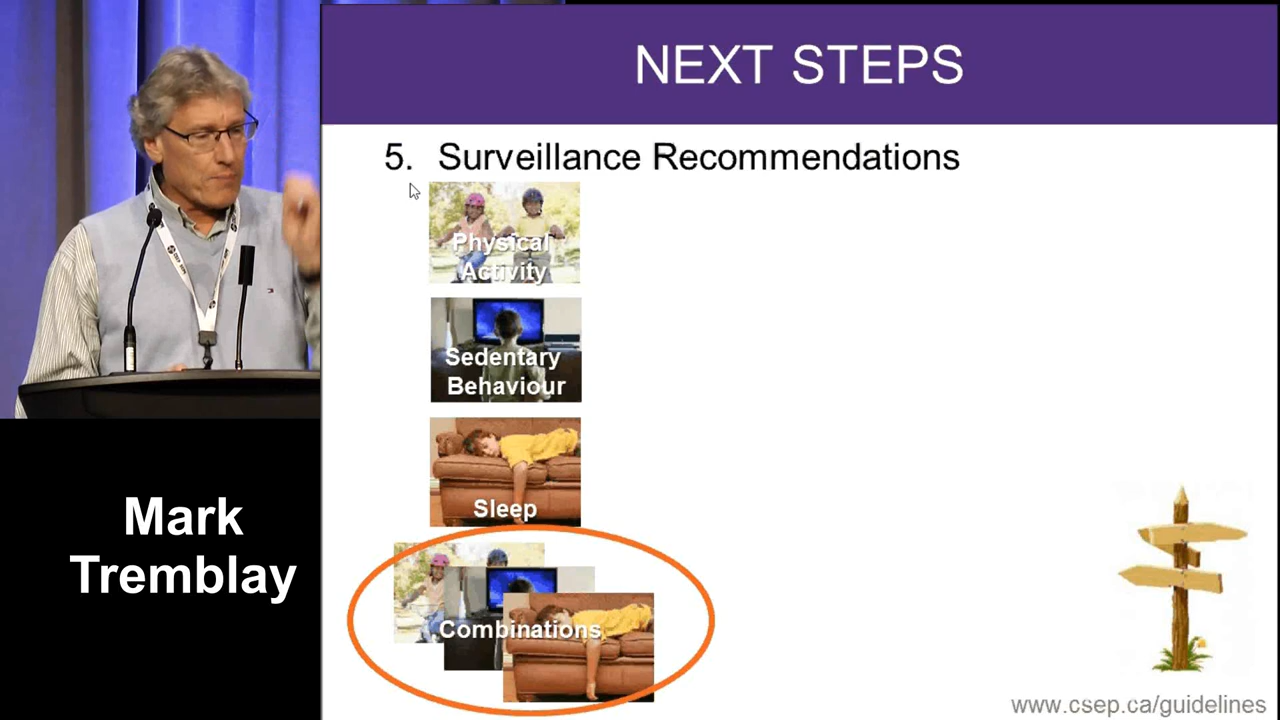 NEXT STEPS
5. Surveillance Recommendations
Physical
Activity
Sedentary
Behaviour
Sleep
Combinations
Mark
Tremblay
www.csep.ca/guidelines